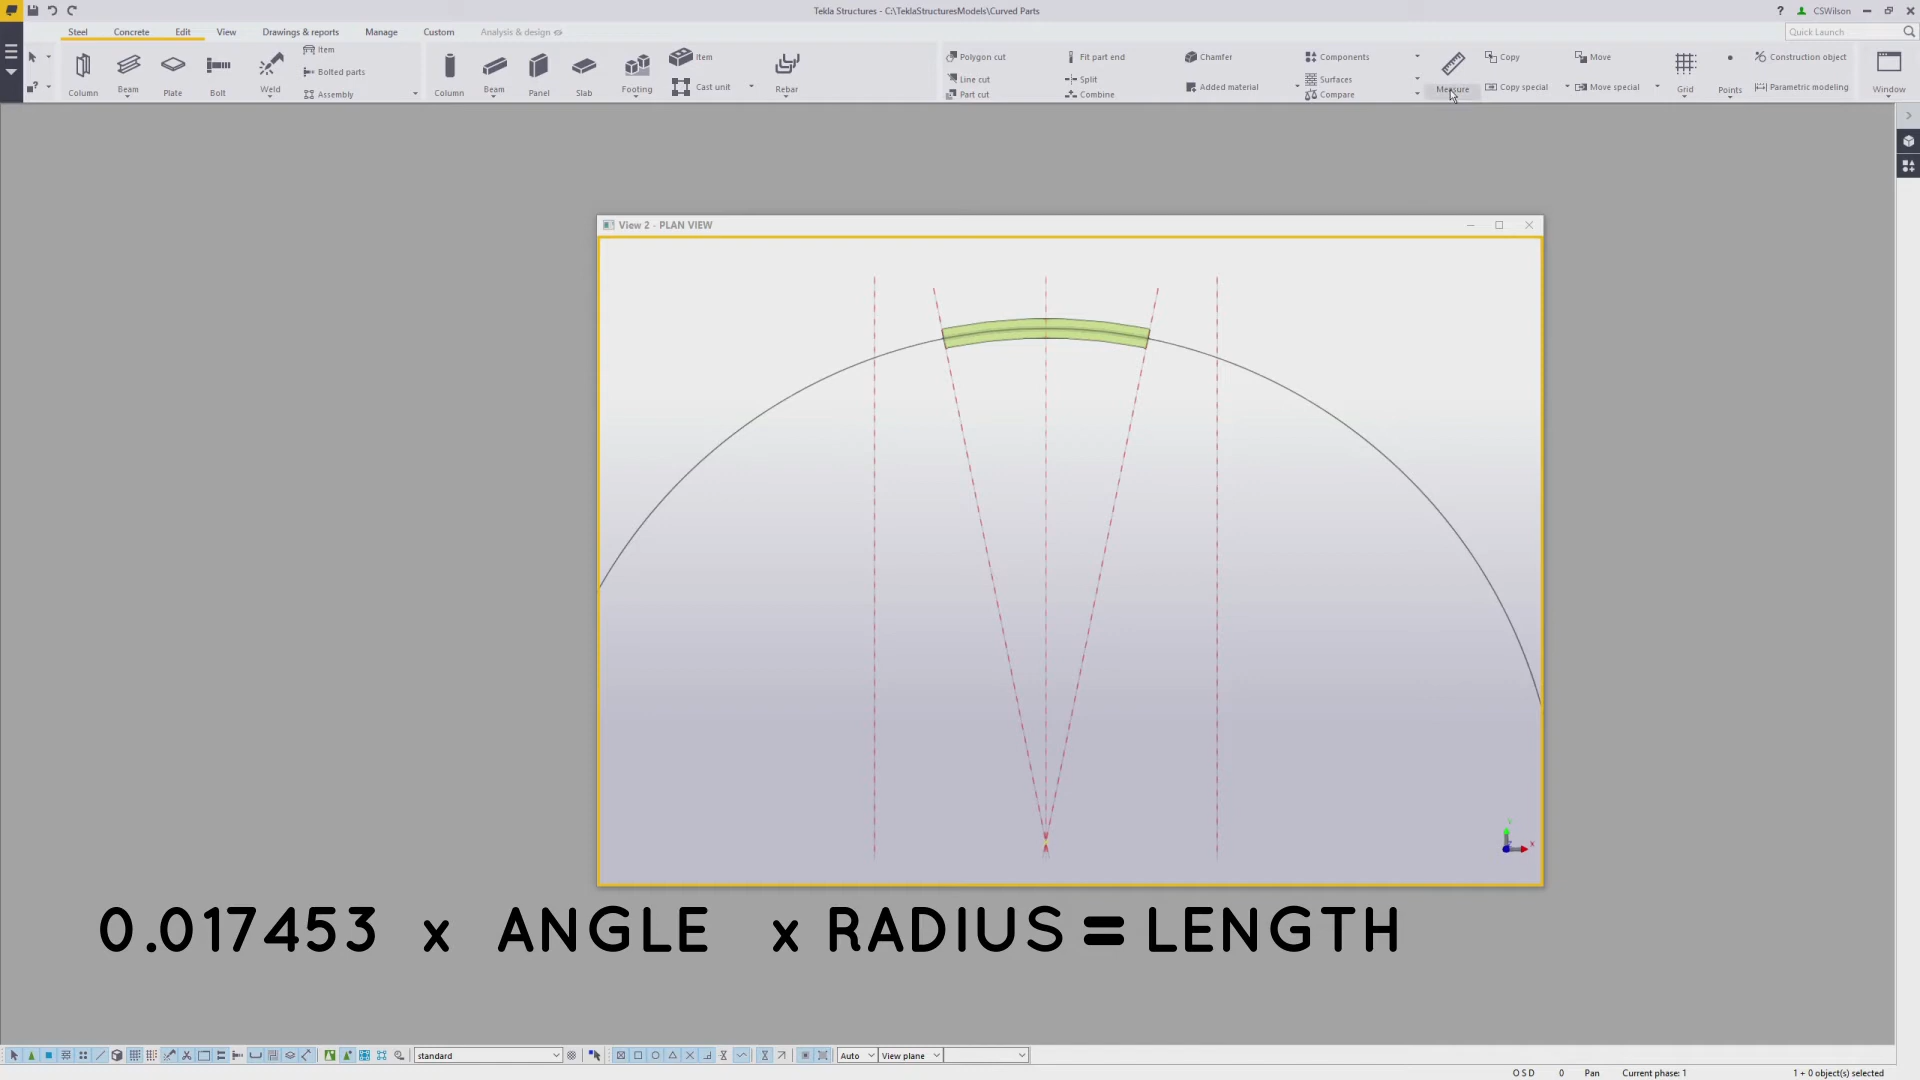 Tekla Structures - C:\TeklaStructuresModels\Curved Parts
? CSWilson
Steel Concrete Edit View Drawings & reports Manage Custom Analysis & design
Quick Launch
Column Beam Plate Bolt Weld
Item
Bolted parts
Assembly
Column Beam Panel Slab Footing
Item
Cast unit
Rebar
Polygon cut
Line cut
Part cut
Fit part end
Split
Combine
Chamfer
Added material
Components
Surfaces
Compare
Measure
Copy
Copy special
Move
Move special
Grid
Points
Construction object
Parametric modeling
Window
View 2 - PLAN VIEW
Y
x
0.017453 x ANGLE x RADIUS = LENGTH
standard
Auto
View plane
O S D 0 Pan Current phase: 1 1 + 0 object(s) selected